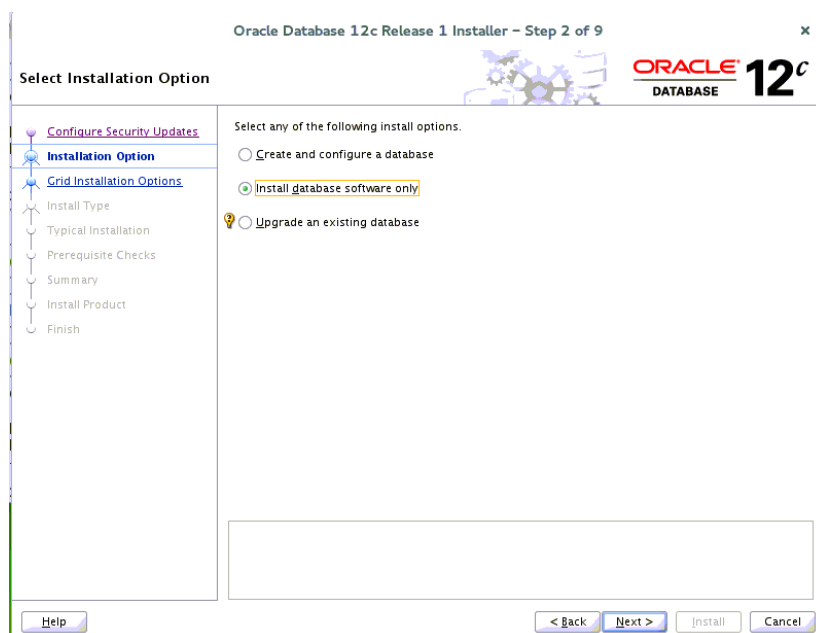 Oracle Database 12c Release 1 Installer – Step 2 of 9
Select Installation Option
ORACLE
DATABASE
12c
Configure Security Updates
Installation Option
Grid Installation Options
Install Type
Typical Installation
Prerequisite Checks
Summary
Install Product
Finish
Select any of the following install options.
Create and configure a database
Install database software only
Upgrade an existing database
Help
< Back
Next >
Install
Cancel